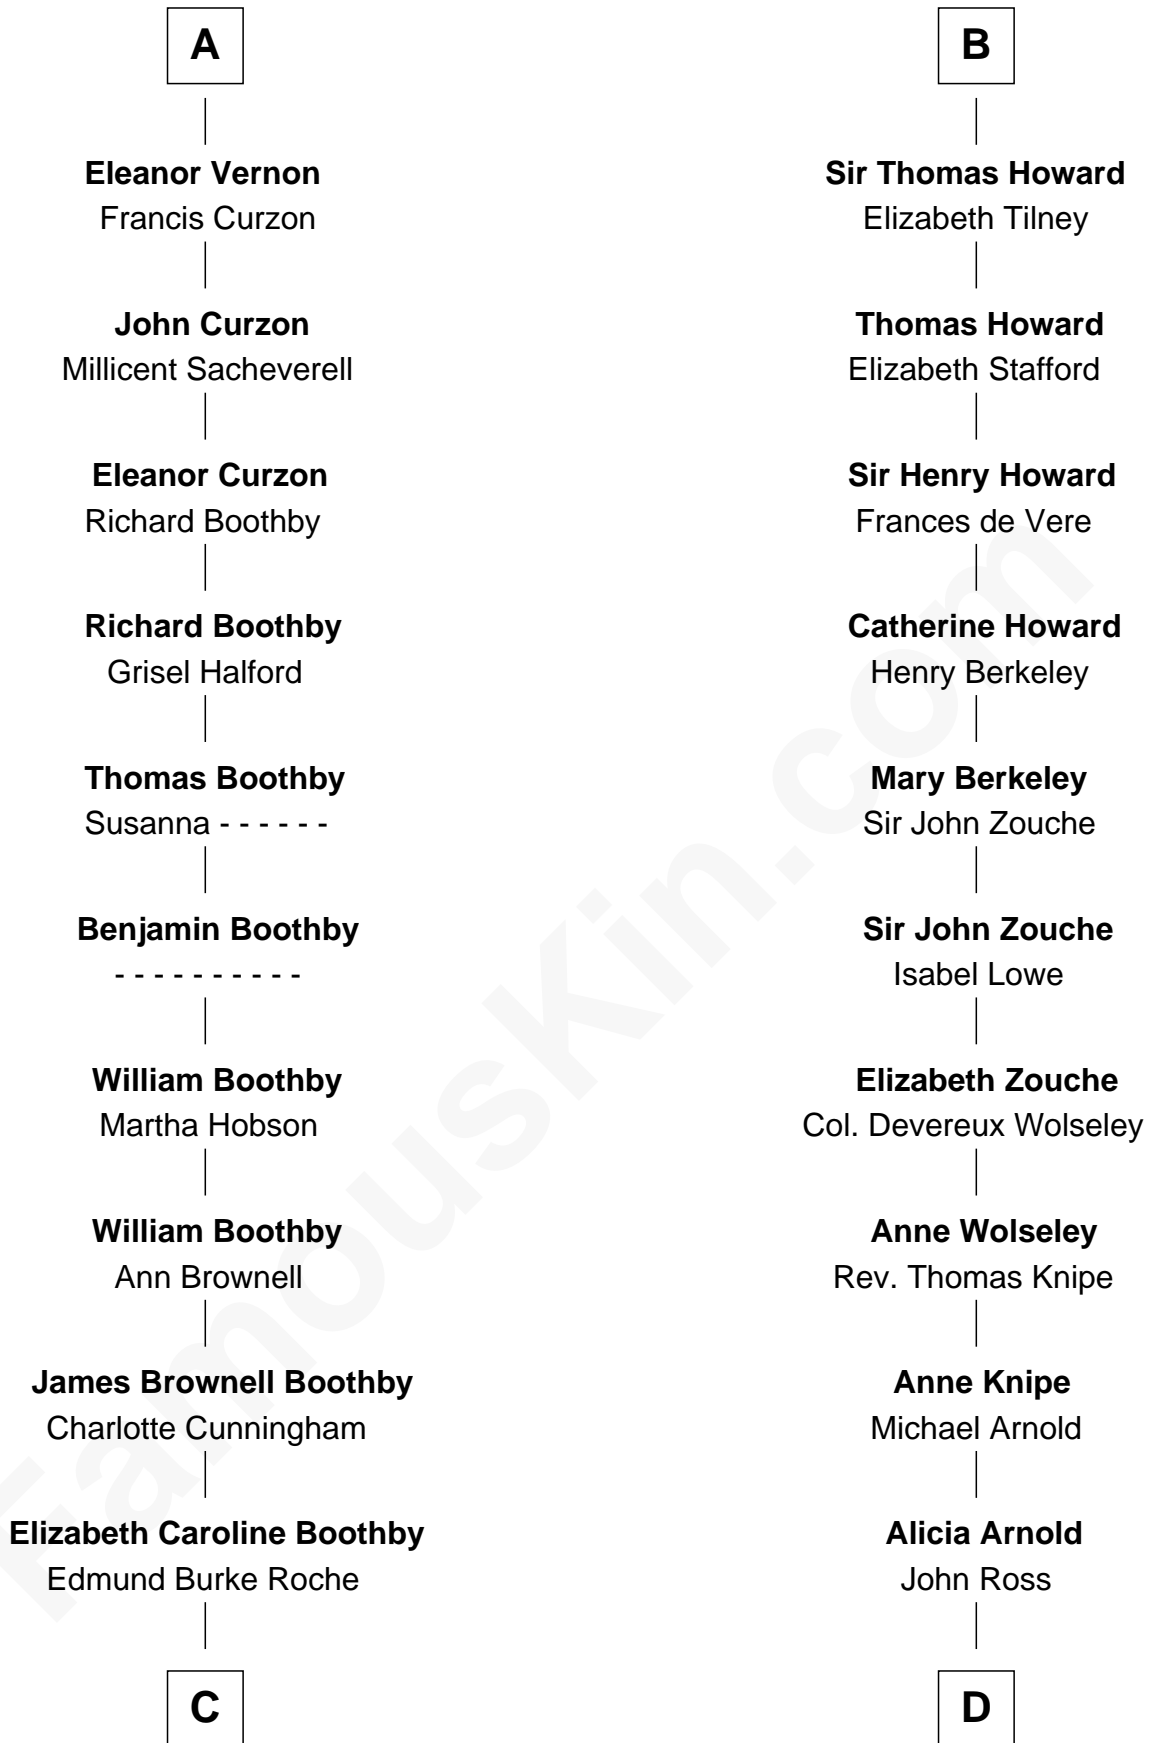 A
Eleanor Vernon
Francis Curzon
John Curzon
Millicent Sacheverell
Eleanor Curzon
Richard Boothby
Richard Boothby
Grisel Halford
Thomas Boothby
Susanna - - - - - -
Benjamin Boothby
- - - - - - - - - -
William Boothby
Martha Hobson
William Boothby
Ann Brownell
James Brownell Boothby
Charlotte Cunningham
Elizabeth Caroline Boothby
Edmund Burke Roche
C
B
Sir Thomas Howard
Elizabeth Tilney
Thomas Howard
Elizabeth Stafford
Sir Henry Howard
Frances de Vere
Catherine Howard
Henry Berkeley
Mary Berkeley
Sir John Zouche
Sir John Zouche
Isabel Lowe
Elizabeth Zouche
Col. Devereux Wolseley
Anne Wolseley
Rev. Thomas Knipe
Anne Knipe
Michael Arnold
Alicia Arnold
John Ross
D
FamousKin.com